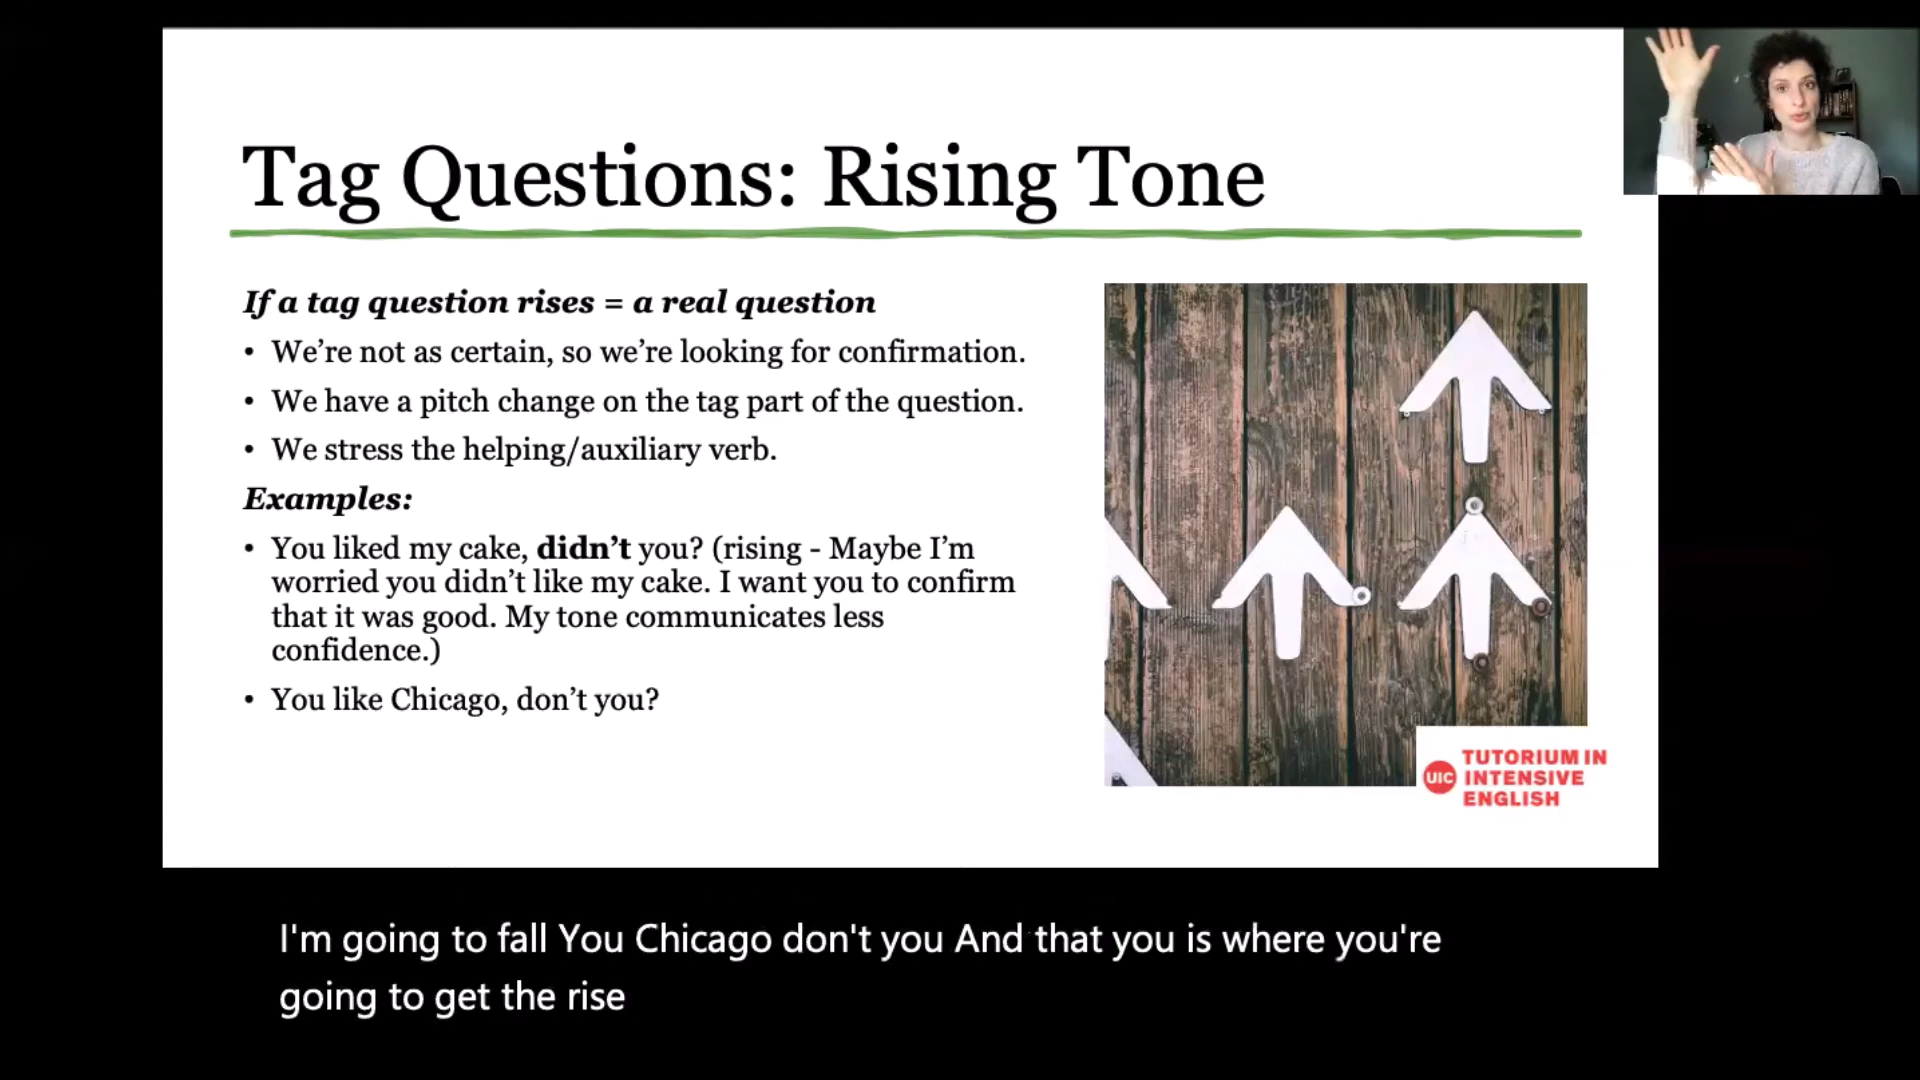 Tag Questions: Rising Tone
If a tag question rises = a real question
• We’re not as certain, so we’re looking for confirmation.
• We have a pitch change on the tag part of the question.
• We stress the helping/auxiliary verb.
Examples:
• You liked my cake, didn’t you? (rising - Maybe I’m
worried you didn’t like my cake. I want you to confirm
that it was good. My tone communicates less
confidence.)
• You like Chicago, don’t you?
UIC
TUTORIUM IN
INTENSIVE
ENGLISH
I'm going to fall You Chicago don't you And that you is where you're
going to get the rise